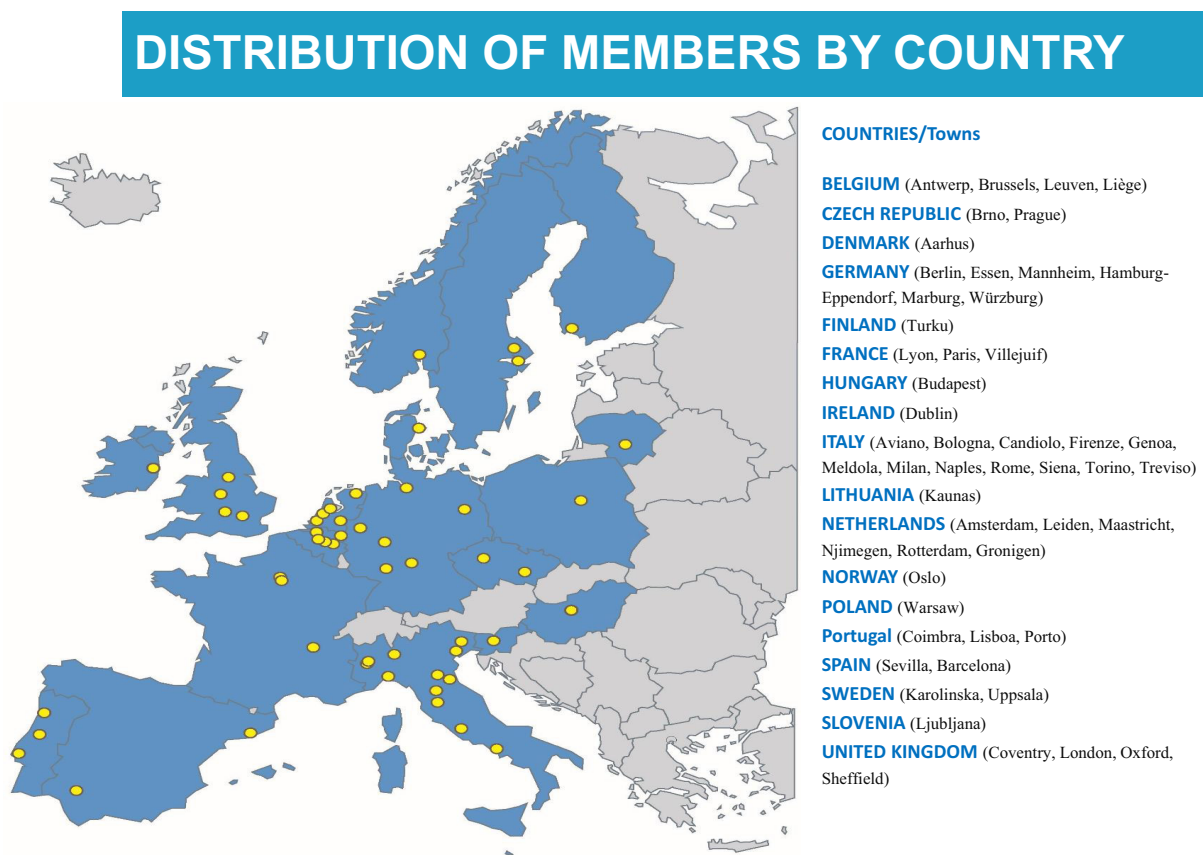 DISTRIBUTION OF MEMBERS BY COUNTRY
COUNTRIES/Towns
BELGIUM (Antwerp, Brussels, Leuven, Liège)
CZECH REPUBLIC (Brno, Prague)
DENMARK (Aarhus)
GERMANY (Berlin, Essen, Mannheim, Hamburg-
Eppendorf, Marburg, Würzburg)
FINLAND (Turku)
FRANCE (Lyon, Paris, Villejuif)
HUNGARY (Budapest)
IRELAND (Dublin)
ITALY (Aviano, Bologna, Candiolo, Firenze, Genoa,
Meldola, Milan, Naples, Rome, Siena, Torino, Treviso)
LITHUANIA (Kaunas)
NETHERLANDS (Amsterdam, Leiden, Maastricht,
Njimegen, Rotterdam, Gronigen)
NORWAY (Oslo)
POLAND (Warsaw)
Portugal (Coimbra, Lisboa, Porto)
SPAIN (Sevilla, Barcelona)
SWEDEN (Karolinska, Uppsala)
SLOVENIA (Ljubljana)
UNITED KINGDOM (Coventry, London, Oxford,
Sheffield)